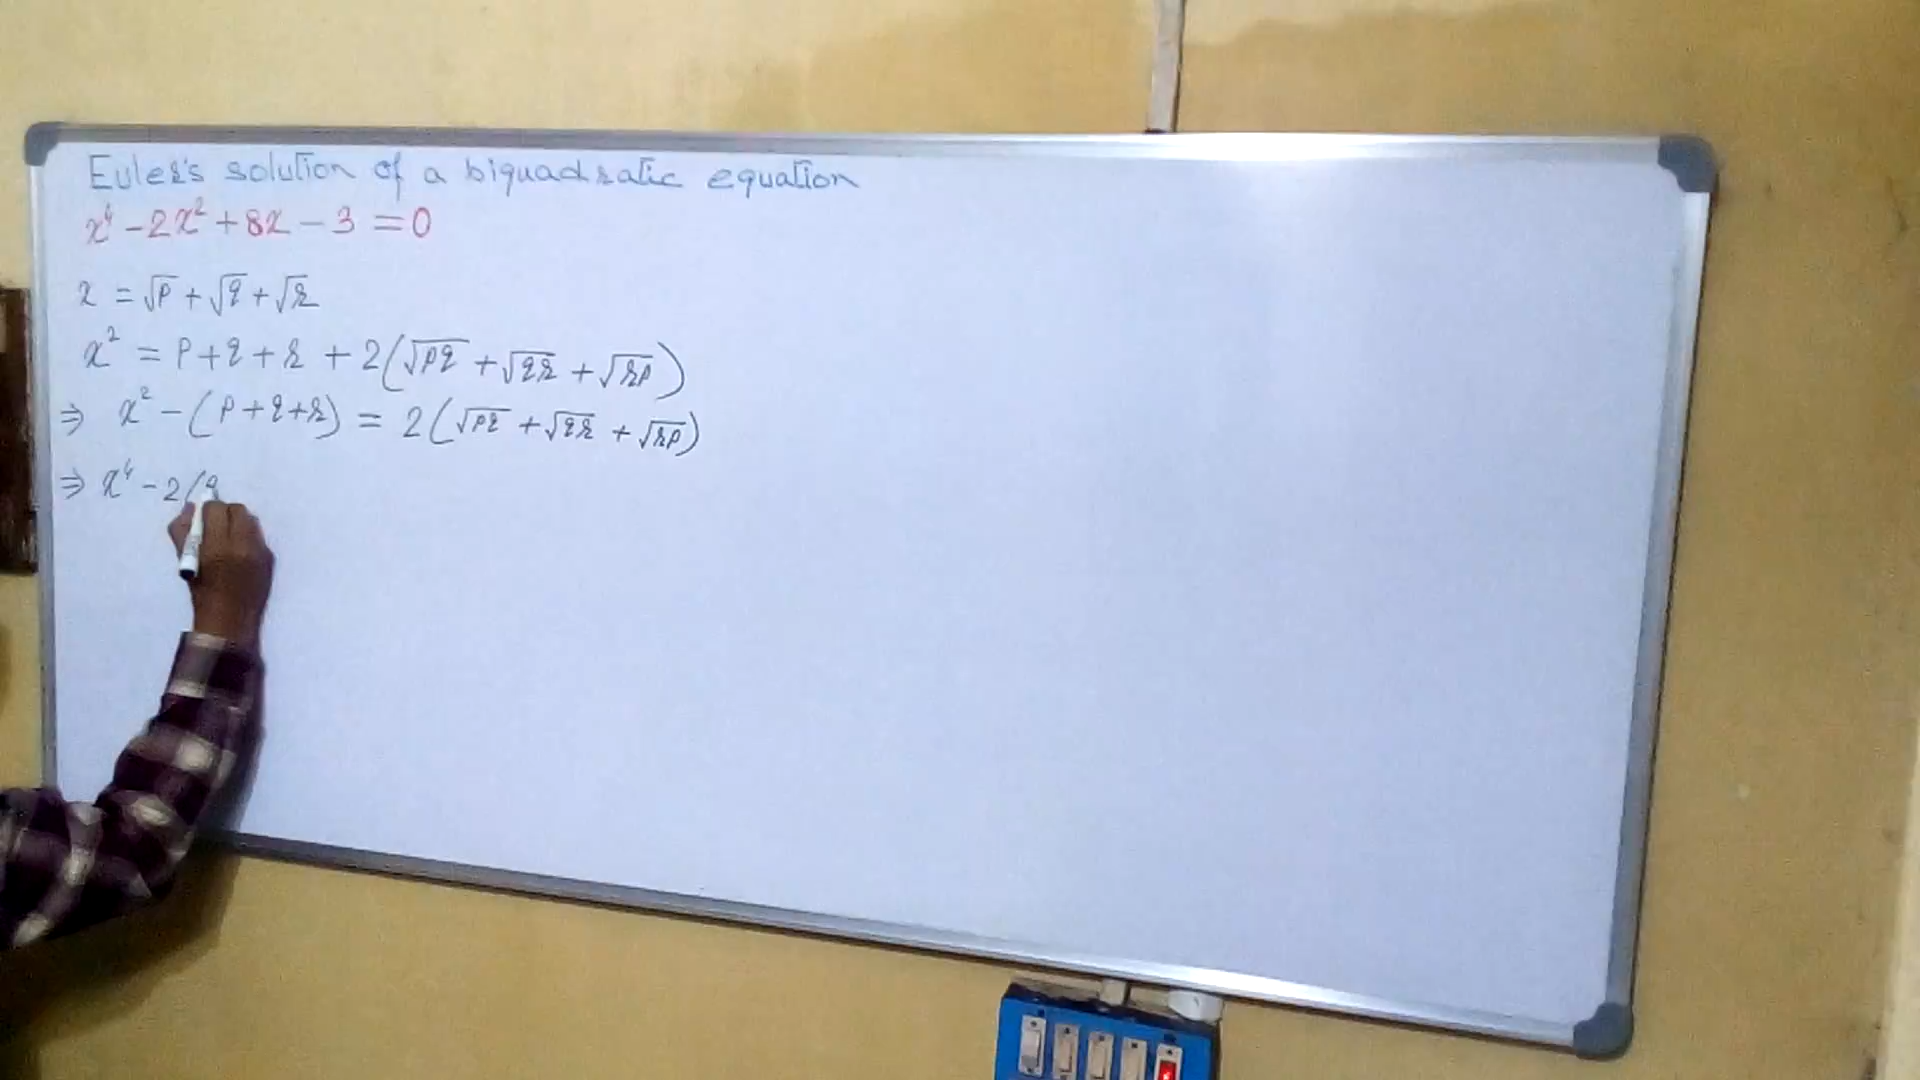 Euler's solution of a biquadratic equation
x⁴ - 2x² + 8x - 3 = 0
x = √p + √q + √r
x² = p + q + r + 2(√pq + √qr + √rp)
⇒ x² - (p + q + r) = 2(√pq + √qr + √rp)
⇒ x⁴ - 2(